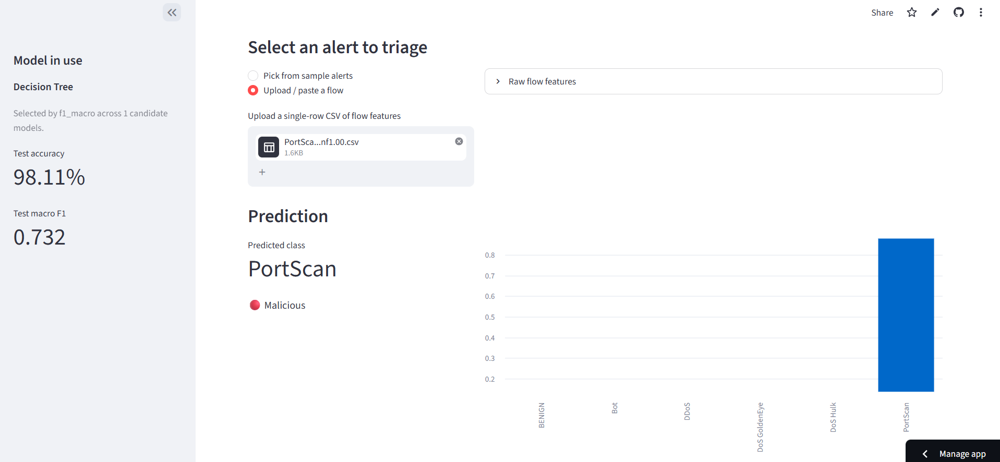 Share
Model in use
Decision Tree
Selected by f1_macro across 1 candidate
models.
Test accuracy
98.11%
Test macro F1
0.732
Select an alert to triage
Pick from sample alerts
Upload / paste a flow
Raw flow features
Upload a single-row CSV of flow features
PortSca...nf1.00.csv
1.6KB
Prediction
Predicted class
PortScan
Malicious
0.8
0.7
0.6
0.5
0.4
0.3
0.2
BENIGN
Bot
DDoS
DoS GoldenEye
DoS Hulk
PortScan
Manage app